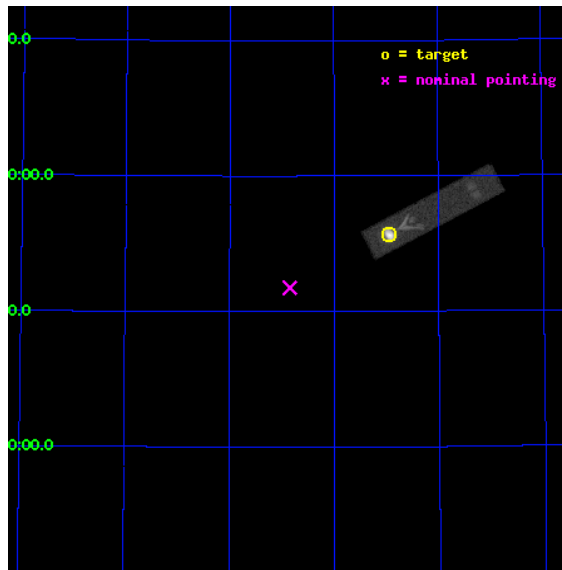 0.0
o = target
x = nominal pointing
0:00.0
0.0
0:00.0